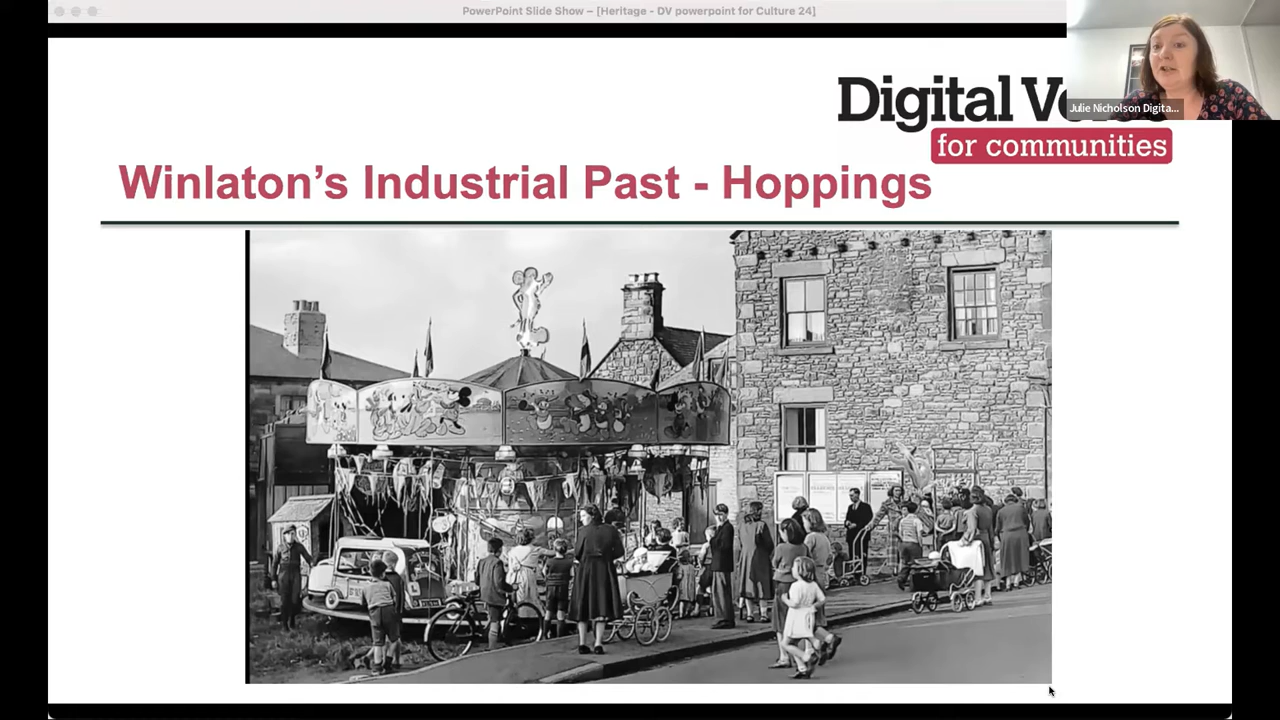 PowerPoint Slide Show – [Heritage - DV powerpoint for Culture 24]
Digital
for communities
Julie Nicholson Digita...
Winlaton’s Industrial Past - Hoppings